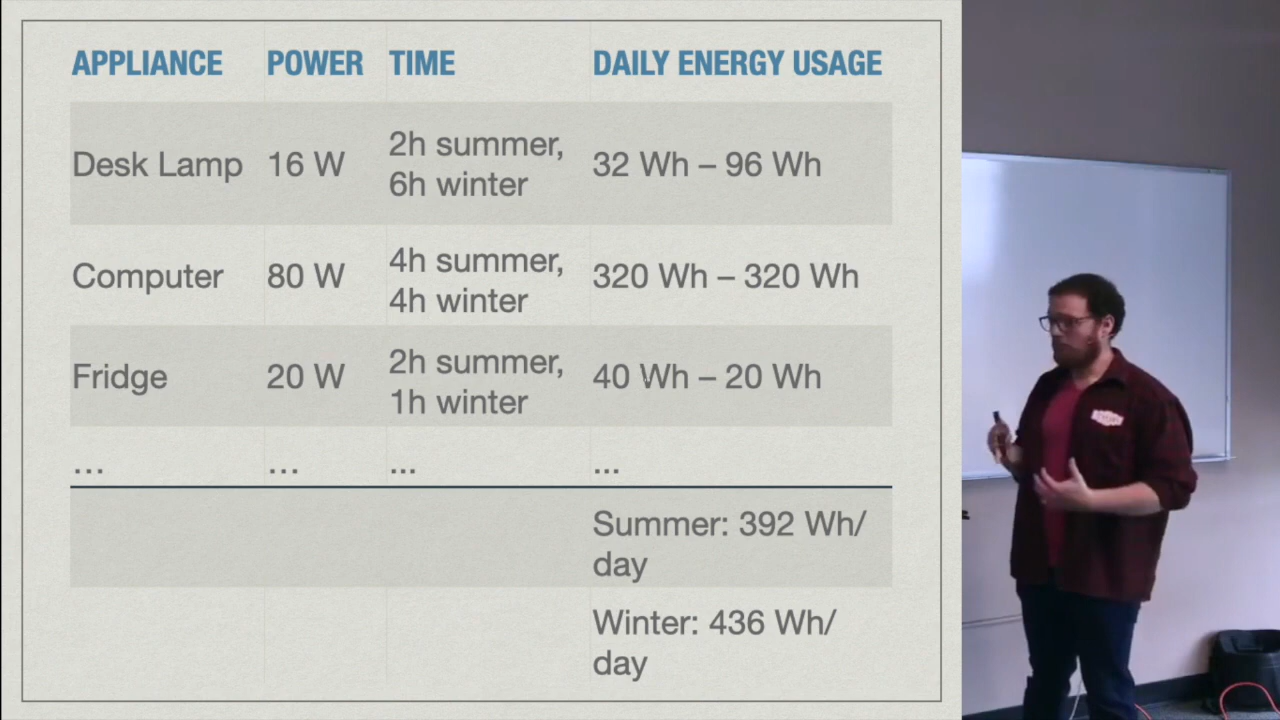 APPLIANCE POWER TIME DAILY ENERGY USAGE
Desk Lamp 16 W 2h summer, 32 Wh – 96 Wh
6h winter
Computer 80 W 4h summer, 320 Wh – 320 Wh
4h winter
Fridge 20 W 2h summer, 40 Wh – 20 Wh
1h winter
... ... ... ...
Summer: 392 Wh/
day
Winter: 436 Wh/
day